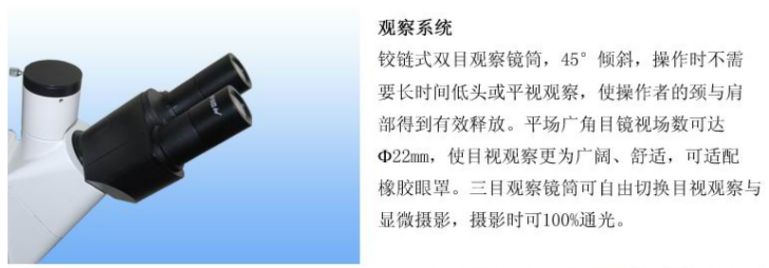 观察系统
铰链式双目观察镜筒，45°倾斜，操作时不需
要长时间低头或平视观察，使操作者的颈与肩
部得到有效释放。平场广角目镜视场数可达
Φ22mm，使目视观察更为广阔、舒适，可适配
橡胶眼罩。三目观察镜筒可自由切换目视观察与
显微摄影，摄影时可100%通光。